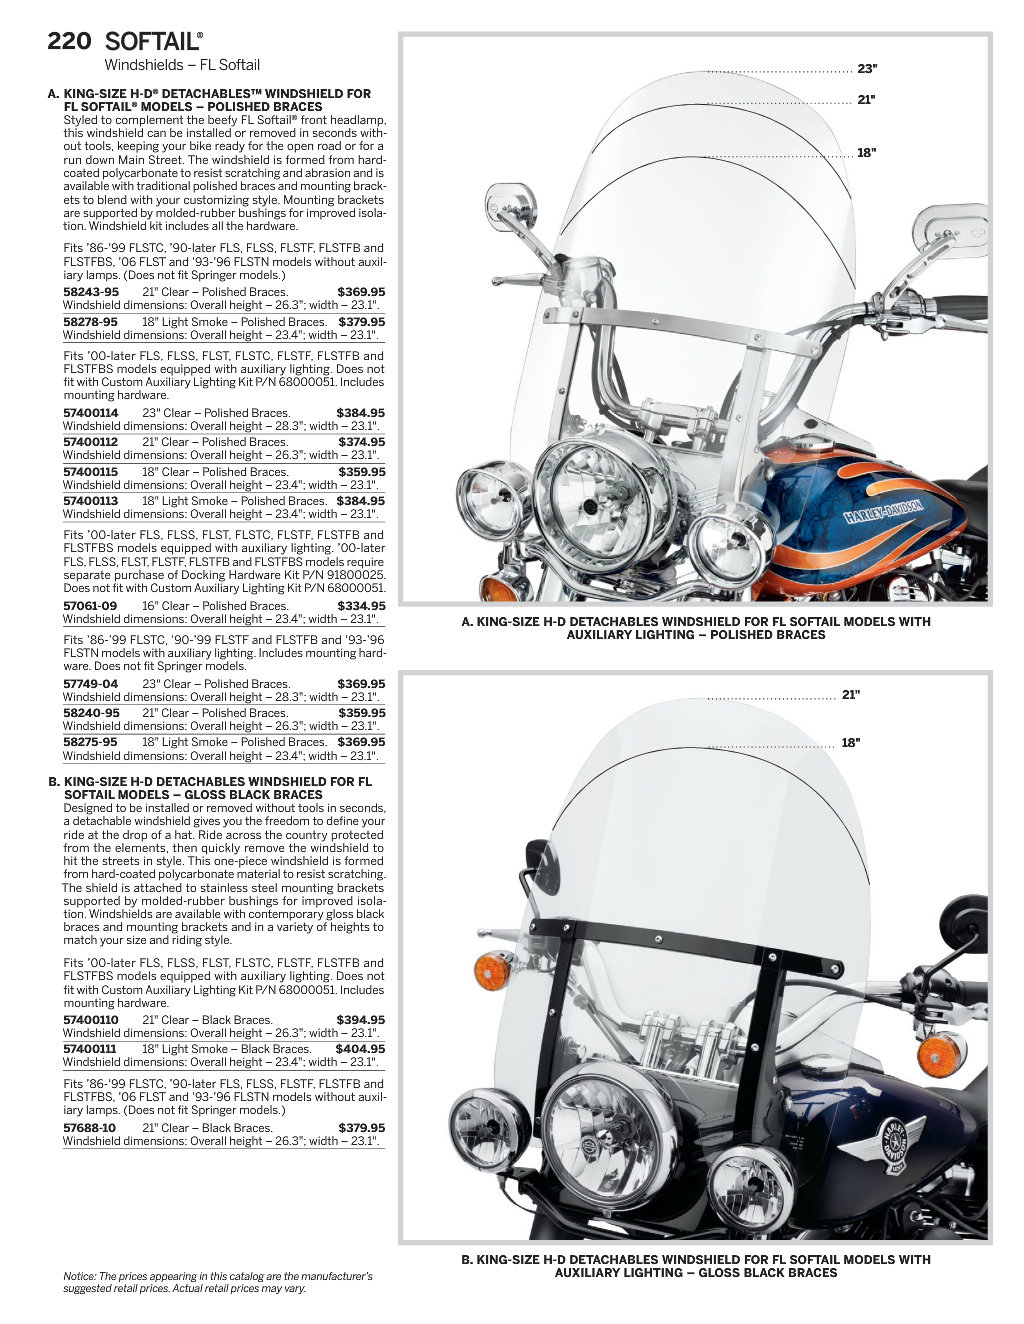 220 SOFTAIL®
Windshields – FL Softail
A. KING-SIZE H-D® DETACHABLES™ WINDSHIELD FOR
FL SOFTAIL® MODELS – POLISHED BRACES
Styled to complement the beefy FL Softail® front headlamp,
this windshield can be installed or removed in seconds with-
out tools, keeping your bike ready for the open road or for a
run down Main Street. The windshield is formed from hard-
coated polycarbonate to resist scratching and abrasion and is
available with traditional polished braces and mounting brack-
ets to blend with your customizing style. Mounting brackets
are supported by molded-rubber bushings for improved isola-
tion. Windshield kit includes all the hardware.
Fits ’86-’99 FLSTC, ’90-later FLS, FLSS, FLSTF, FLSTFB and
FLSTFBS, ’06 FLST and ‘93-’96 FLSTN models without auxil-
iary lamps. (Does not fit Springer models.)
58243-95 21" Clear – Polished Braces. $369.95
Windshield dimensions: Overall height – 26.3"; width – 23.1".
58278-95 18" Light Smoke – Polished Braces. $379.95
Windshield dimensions: Overall height – 23.4"; width – 23.1".
Fits ’00-later FLS, FLSS, FLST, FLSTC, FLSTF, FLSTFB and
FLSTFBS models equipped with auxiliary lighting. Does not
fit with Custom Auxiliary Lighting Kit P/N 68000051. Includes
mounting hardware.
57400114 23" Clear – Polished Braces. $384.95
Windshield dimensions: Overall height – 28.3"; width – 23.1".
57400112 21" Clear – Polished Braces. $374.95
Windshield dimensions: Overall height – 26.3"; width – 23.1".
57400115 18" Clear – Polished Braces. $359.95
Windshield dimensions: Overall height – 23.4"; width – 23.1".
57400113 18" Light Smoke – Polished Braces. $384.95
Windshield dimensions: Overall height – 23.4"; width – 23.1".
Fits ’00-later FLS, FLSS, FLST, FLSTC, FLSTF, FLSTFB and
FLSTFBS models equipped with auxiliary lighting. ’00-later
FLS, FLSS, FLST, FLSTF, FLSTFB and FLSTFBS models require
separate purchase of Docking Hardware Kit P/N 91800025.
Does not fit with Custom Auxiliary Lighting Kit P/N 68000051.
57061-09 16" Clear – Polished Braces. $334.95
Windshield dimensions: Overall height – 23.4"; width – 23.1".
Fits ’86-’99 FLSTC, ‘90-’99 FLSTF and FLSTFB and ‘93-’96
FLSTN models with auxiliary lighting. Includes mounting hard-
ware. Does not fit Springer models.
57749-04 23" Clear – Polished Braces. $369.95
Windshield dimensions: Overall height – 28.3"; width – 23.1".
58240-95 21" Clear – Polished Braces. $359.95
Windshield dimensions: Overall height – 26.3"; width – 23.1".
58275-95 18" Light Smoke – Polished Braces. $369.95
Windshield dimensions: Overall height – 23.4"; width – 23.1".
B. KING-SIZE H-D DETACHABLES WINDSHIELD FOR FL
SOFTAIL MODELS – GLOSS BLACK BRACES
Designed to be installed or removed without tools in seconds,
a detachable windshield gives you the freedom to define your
ride at the drop of a hat. Ride across the country protected
from the elements, then quickly remove the windshield to
hit the streets in style. This one-piece windshield is formed
from hard-coated polycarbonate material to resist scratching.
The shield is attached to stainless steel mounting brackets
supported by molded-rubber bushings for improved isola-
tion. Windshields are available with contemporary gloss black
braces and mounting brackets and in a variety of heights to
match your size and riding style.
Fits ’00-later FLS, FLSS, FLST, FLSTC, FLSTF, FLSTFB and
FLSTFBS models equipped with auxiliary lighting. Does not
fit with Custom Auxiliary Lighting Kit P/N 68000051. Includes
mounting hardware.
57400110 21" Clear – Black Braces. $394.95
Windshield dimensions: Overall height – 26.3"; width – 23.1".
57400111 18" Light Smoke – Black Braces. $404.95
Windshield dimensions: Overall height – 23.4"; width – 23.1".
Fits ’86-’99 FLSTC, ’90-later FLS, FLSS, FLSTF, FLSTFB and
FLSTFBS, ’06 FLST and ‘93-’96 FLSTN models without auxil-
iary lamps. (Does not fit Springer models.)
57688-10 21" Clear – Black Braces. $379.95
Windshield dimensions: Overall height – 26.3"; width – 23.1".
Notice: The prices appearing in this catalog are the manufacturer’s
suggested retail prices. Actual retail prices may vary.
23"
21"
18"
HARLEY-DAVIDSON
A. KING-SIZE H-D DETACHABLES WINDSHIELD FOR FL SOFTAIL MODELS WITH
AUXILIARY LIGHTING – POLISHED BRACES
21"
18"
HARLEY
DAVIDSON
B. KING-SIZE H-D DETACHABLES WINDSHIELD FOR FL SOFTAIL MODELS WITH
AUXILIARY LIGHTING – GLOSS BLACK BRACES